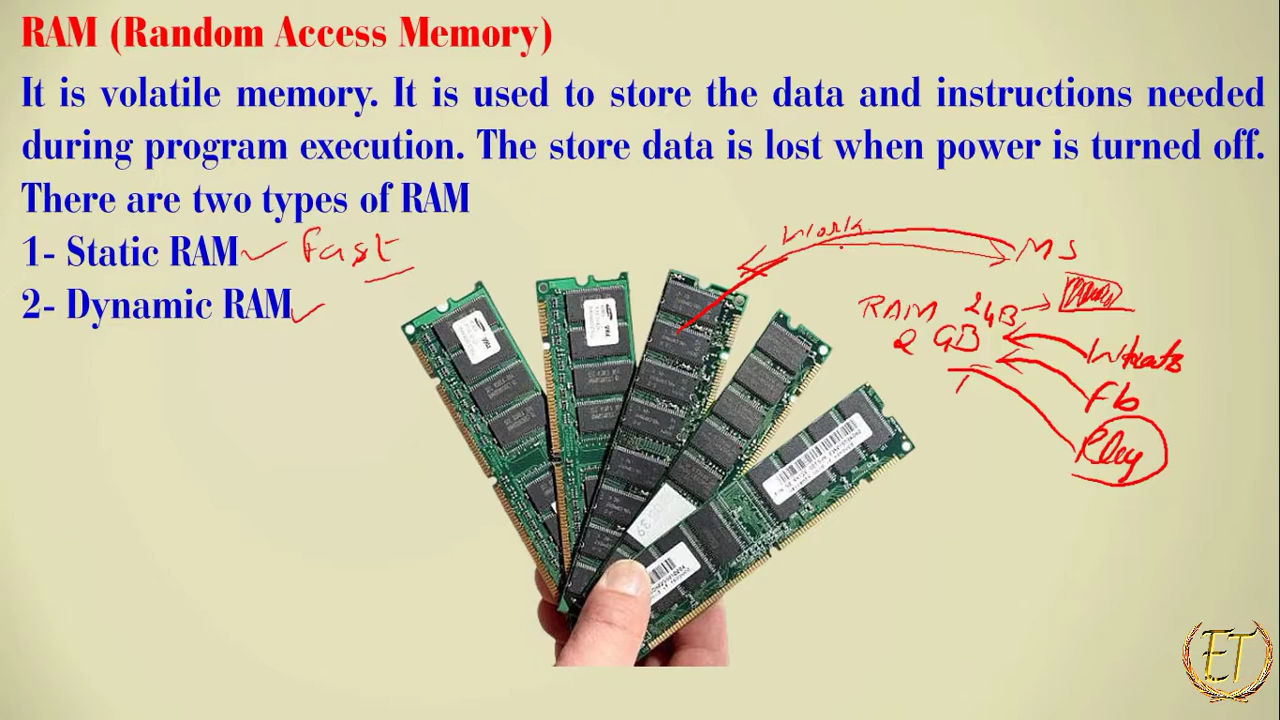 RAM (Random Access Memory)
It is volatile memory. It is used to store the data and instructions needed
during program execution. The store data is lost when power is turned off.
There are two types of RAM
1- Static RAM
Fast
2- Dynamic RAM
Work
MS
RAM
2 GB
fb
Play
ET